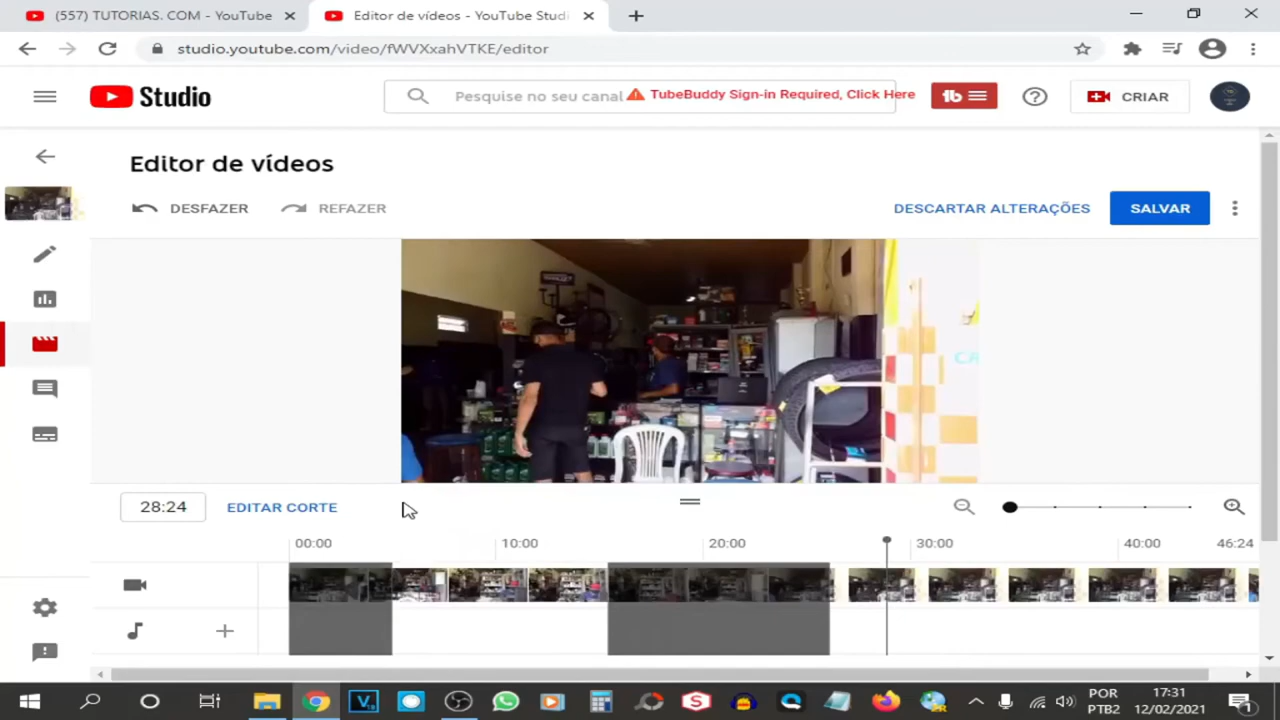 (557) TUTORIAS. COM - YouTube
Editor de vídeos - YouTube Studi
studio.youtube.com/video/fWVXxahVTKE/editor
Studio
Pesquise no seu canal
TubeBuddy Sign-in Required, Click Here
CRIAR
Editor de vídeos
DESFAZER
REFAZER
DESCARTAR ALTERAÇÕES
SALVAR
28:24
EDITAR CORTE
00:00
10:00
20:00
30:00
40:00
46:24
POR
PTB2
17:31
12/02/2021